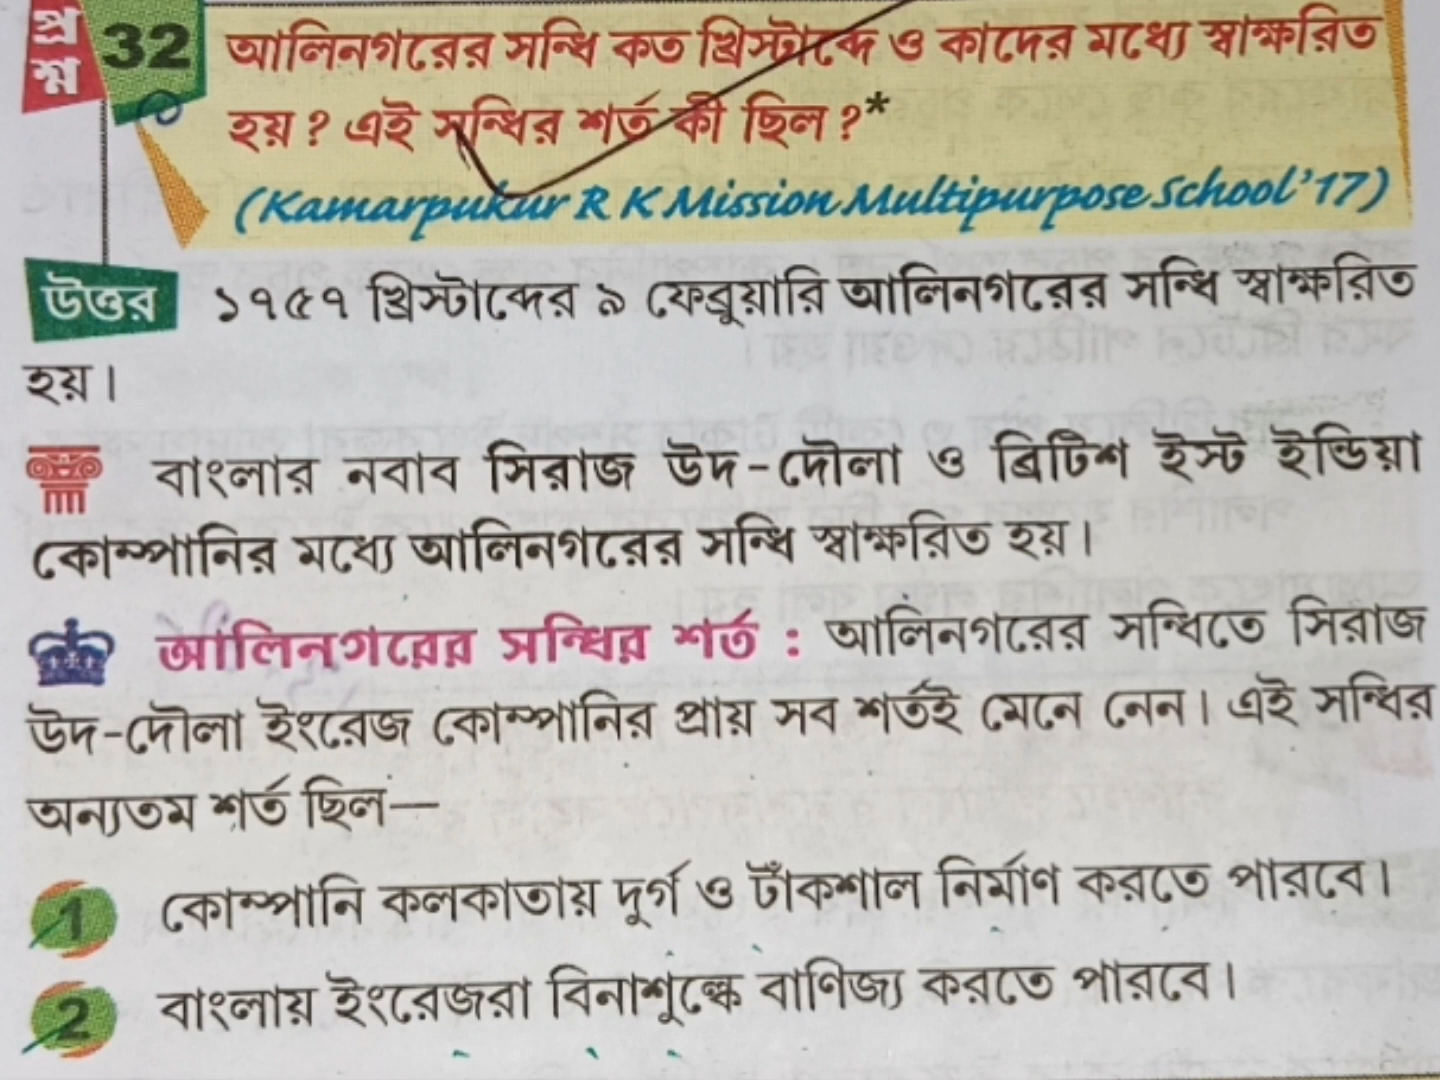 প্রশ্ন 32 আলিনগরের সন্ধি কত খ্রিস্টাব্দে ও কাদের মধ্যে স্বাক্ষরিত
হয় ? এই সন্ধির শর্ত কী ছিল ?*
(Kamarpukur R K Mission Multipurpose School'17)
উত্তর ১৭৫৭ খ্রিস্টাব্দের ৯ ফেব্রুয়ারি আলিনগরের সন্ধি স্বাক্ষরিত
হয়।
বাংলার নবাব সিরাজ উদ-দৌলা ও ব্রিটিশ ইস্ট ইন্ডিয়া
কোম্পানির মধ্যে আলিনগরের সন্ধি স্বাক্ষরিত হয়।
আলিনগরের সন্ধির শর্ত : আলিনগরের সন্ধিতে সিরাজ
উদ-দৌলা ইংরেজ কোম্পানির প্রায় সব শর্তই মেনে নেন। এই সন্ধির
অন্যতম শর্ত ছিল—
1 কোম্পানি কলকাতায় দুর্গ ও টাঁকশাল নির্মাণ করতে পারবে।
2 বাংলায় ইংরেজরা বিনাশুল্কে বাণিজ্য করতে পারবে।